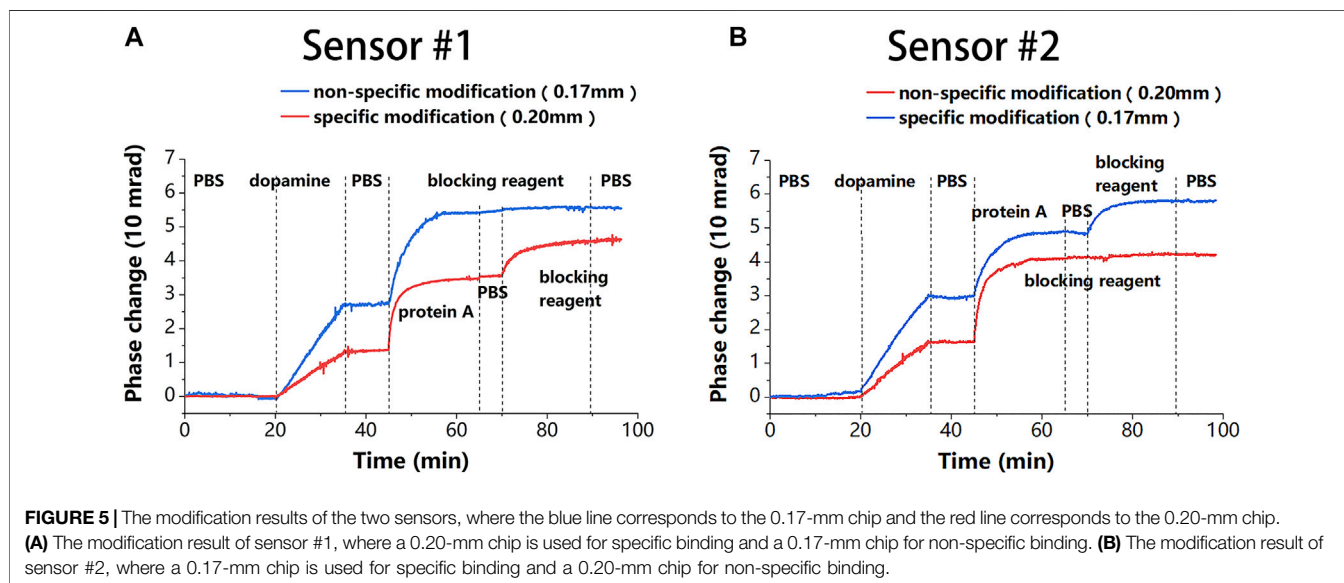 A
Sensor #1
non-specific modification ( 0.17mm )
specific modification ( 0.20mm )
Phase change (10 mrad)
7
6
5
4
3
2
1
0
PBS
dopamine
PBS
blocking reagent
protein A
PBS
blocking
reagent
0
20
40
60
80
100
Time (min)
B
Sensor #2
non-specific modification ( 0.20mm )
specific modification ( 0.17mm )
Phase change (10 mrad)
7
6
5
4
3
2
1
0
PBS
dopamine
PBS
protein A
PBS
blocking
reagent
PBS
blocking reagent
0
20
40
60
80
100
Time (min)
FIGURE 5 | The modification results of the two sensors, where the blue line corresponds to the 0.17-mm chip and the red line corresponds to the 0.20-mm chip.
(A) The modification result of sensor #1, where a 0.20-mm chip is used for specific binding and a 0.17-mm chip for non-specific binding. (B) The modification result of
sensor #2, where a 0.17-mm chip is used for specific binding and a 0.20-mm chip for non-specific binding.